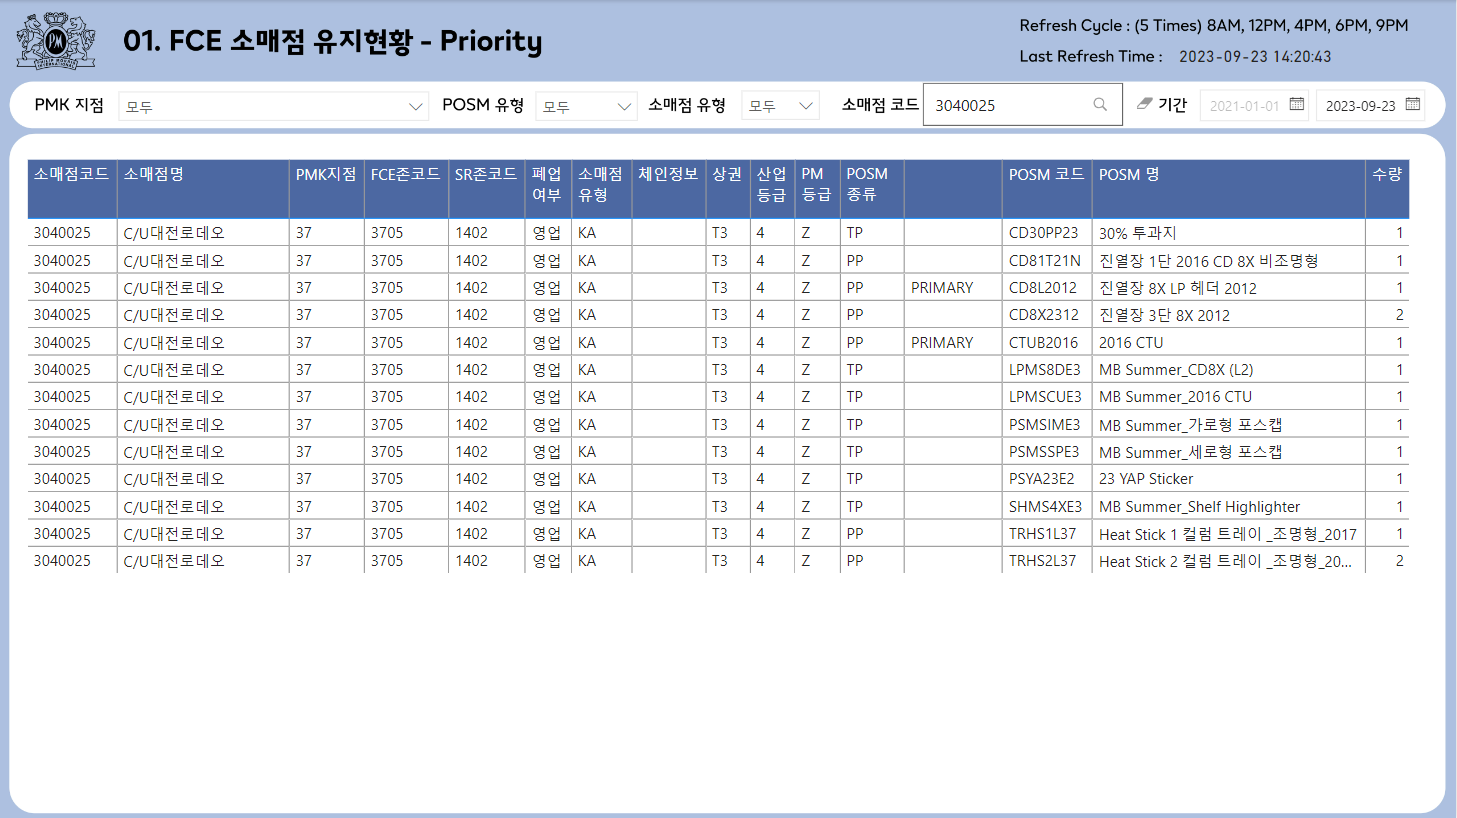 01. FCE 소매점 유지현황 - Priority
Refresh Cycle : (5 Times) 8AM, 12PM, 4PM, 6PM, 9PM
Last Refresh Time : 2023-09-23 14:20:43
PM
PHILIP MORRIS
INTERNATIONAL
PMK 지점 모두 POSM 유형 모두 소매점 유형 모두 소매점 코드 3040025 기간 2021-01-01 2023-09-23
소매점코드 소매점명 PMK지점 FCE존코드 SR존코드 폐업 여부 소매점 유형 체인정보 상권 산업 등급 PM 등급 POSM 종류 POSM 코드 POSM 명 수량
3040025 C/U대전로데오 37 3705 1402 영업 KA T3 4 Z TP CD30PP23 30% 투과지 1
3040025 C/U대전로데오 37 3705 1402 영업 KA T3 4 Z PP CD81T21N 진열장 1단 2016 CD 8X 비조명형 1
3040025 C/U대전로데오 37 3705 1402 영업 KA T3 4 Z PP PRIMARY CD8L2012 진열장 8X LP 헤더 2012 1
3040025 C/U대전로데오 37 3705 1402 영업 KA T3 4 Z PP CD8X2312 진열장 3단 8X 2012 2
3040025 C/U대전로데오 37 3705 1402 영업 KA T3 4 Z PP PRIMARY CTUB2016 2016 CTU 1
3040025 C/U대전로데오 37 3705 1402 영업 KA T3 4 Z TP LPMS8DE3 MB Summer_CD8X (L2) 1
3040025 C/U대전로데오 37 3705 1402 영업 KA T3 4 Z TP LPMSCUE3 MB Summer_2016 CTU 1
3040025 C/U대전로데오 37 3705 1402 영업 KA T3 4 Z TP PSMSIME3 MB Summer_가로형 포스캡 1
3040025 C/U대전로데오 37 3705 1402 영업 KA T3 4 Z TP PSMSSPE3 MB Summer_세로형 포스캡 1
3040025 C/U대전로데오 37 3705 1402 영업 KA T3 4 Z TP PSYA23E2 23 YAP Sticker 1
3040025 C/U대전로데오 37 3705 1402 영업 KA T3 4 Z TP SHMS4XE3 MB Summer_Shelf Highlighter 1
3040025 C/U대전로데오 37 3705 1402 영업 KA T3 4 Z PP TRHS1L37 Heat Stick 1 컬럼 트레이 _조명형_2017 1
3040025 C/U대전로데오 37 3705 1402 영업 KA T3 4 Z PP TRHS2L37 Heat Stick 2 컬럼 트레이 _조명형_20... 2